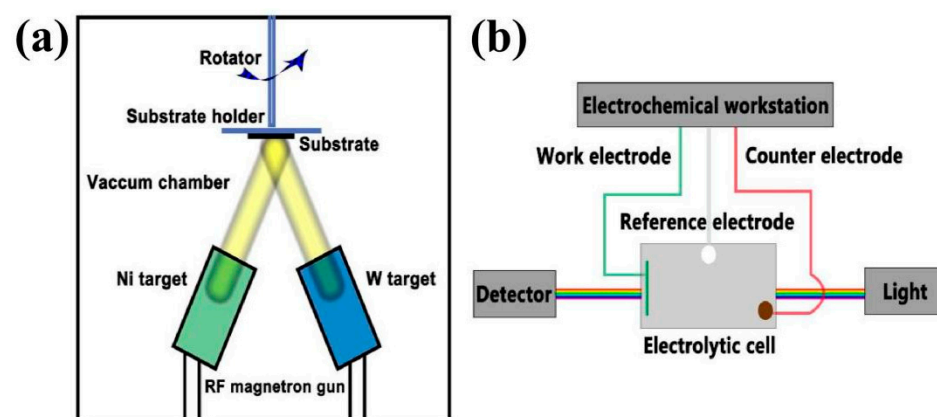 (a)
Rotator
Substrate holder
Substrate
Vaccum chamber
Ni target
W target
RF magnetron gun
(b)
Electrochemical workstation
Work electrode
Counter electrode
Reference electrode
Detector
Light
Electrolytic cell